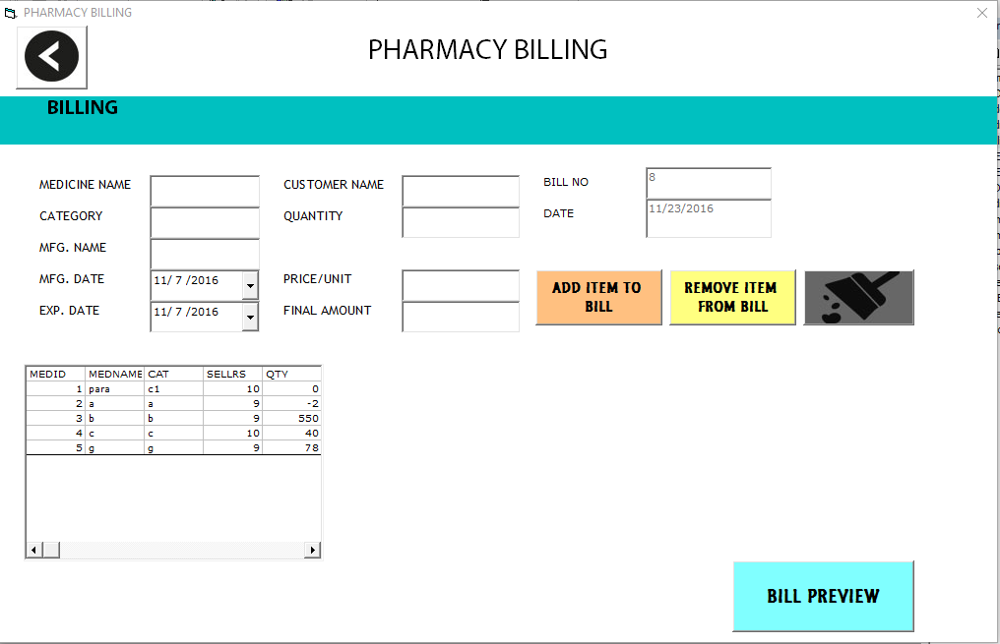 PHARMACY BILLING
PHARMACY BILLING
BILLING
MEDICINE NAME
CUSTOMER NAME
BILL NO
8
CATEGORY
QUANTITY
DATE
11/23/2016
MFG. NAME
MFG. DATE
11/ 7 /2016
PRICE/UNIT
EXP. DATE
11/ 7 /2016
FINAL AMOUNT
ADD ITEM TO
BILL
REMOVE ITEM
FROM BILL
MEDID MEDNAME CAT SELLRS QTY
1 para c1 10 0
2 a a 9 -2
3 b b 9 550
4 c c 10 40
5 g g 9 78
BILL PREVIEW